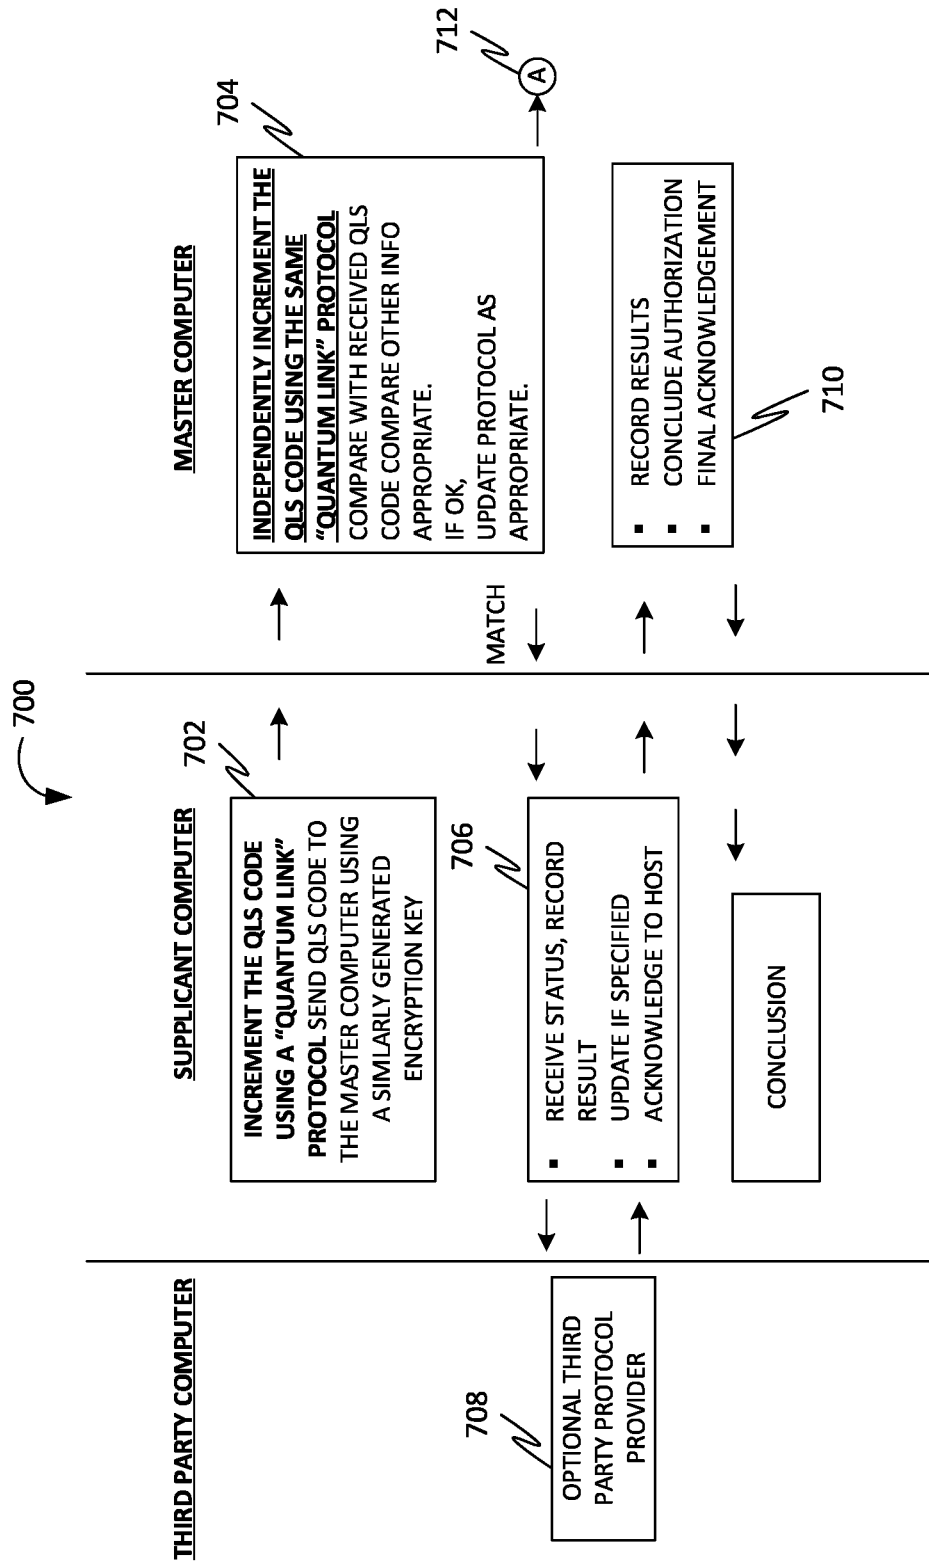 700
THIRD PARTY COMPUTER
SUPPLICANT COMPUTER
MASTER COMPUTER
702
INCREMENT THE QLS CODE
USING A “QUANTUM LINK”
PROTOCOL SEND QLS CODE TO
THE MASTER COMPUTER USING
A SIMLARLY GENERATED
ENCRYPTION KEY
704
INDEPENDENTLY INCREMENT THE
QLS CODE USING THE SAME
“QUANTUM LINK” PROTOCOL
COMPARE WITH RECEIVED QLS
CODE COMPARE OTHER INFO
APPROPRIATE.
IF OK,
UPDATE PROTOCOL AS
APPROPRIATE.
712
A
MATCH
706
▪ RECEIVE STATUS, RECORD
RESULT
▪ UPDATE IF SPECIFIED
▪ ACKNOWLEDGE TO HOST
708
OPTIONAL THIRD
PARTY PROTOCOL
PROVIDER
▪ RECORD RESULTS
▪ CONCLUDE AUTHORIZATION
▪ FINAL ACKNOWLEDGEMENT
710
CONCLUSION